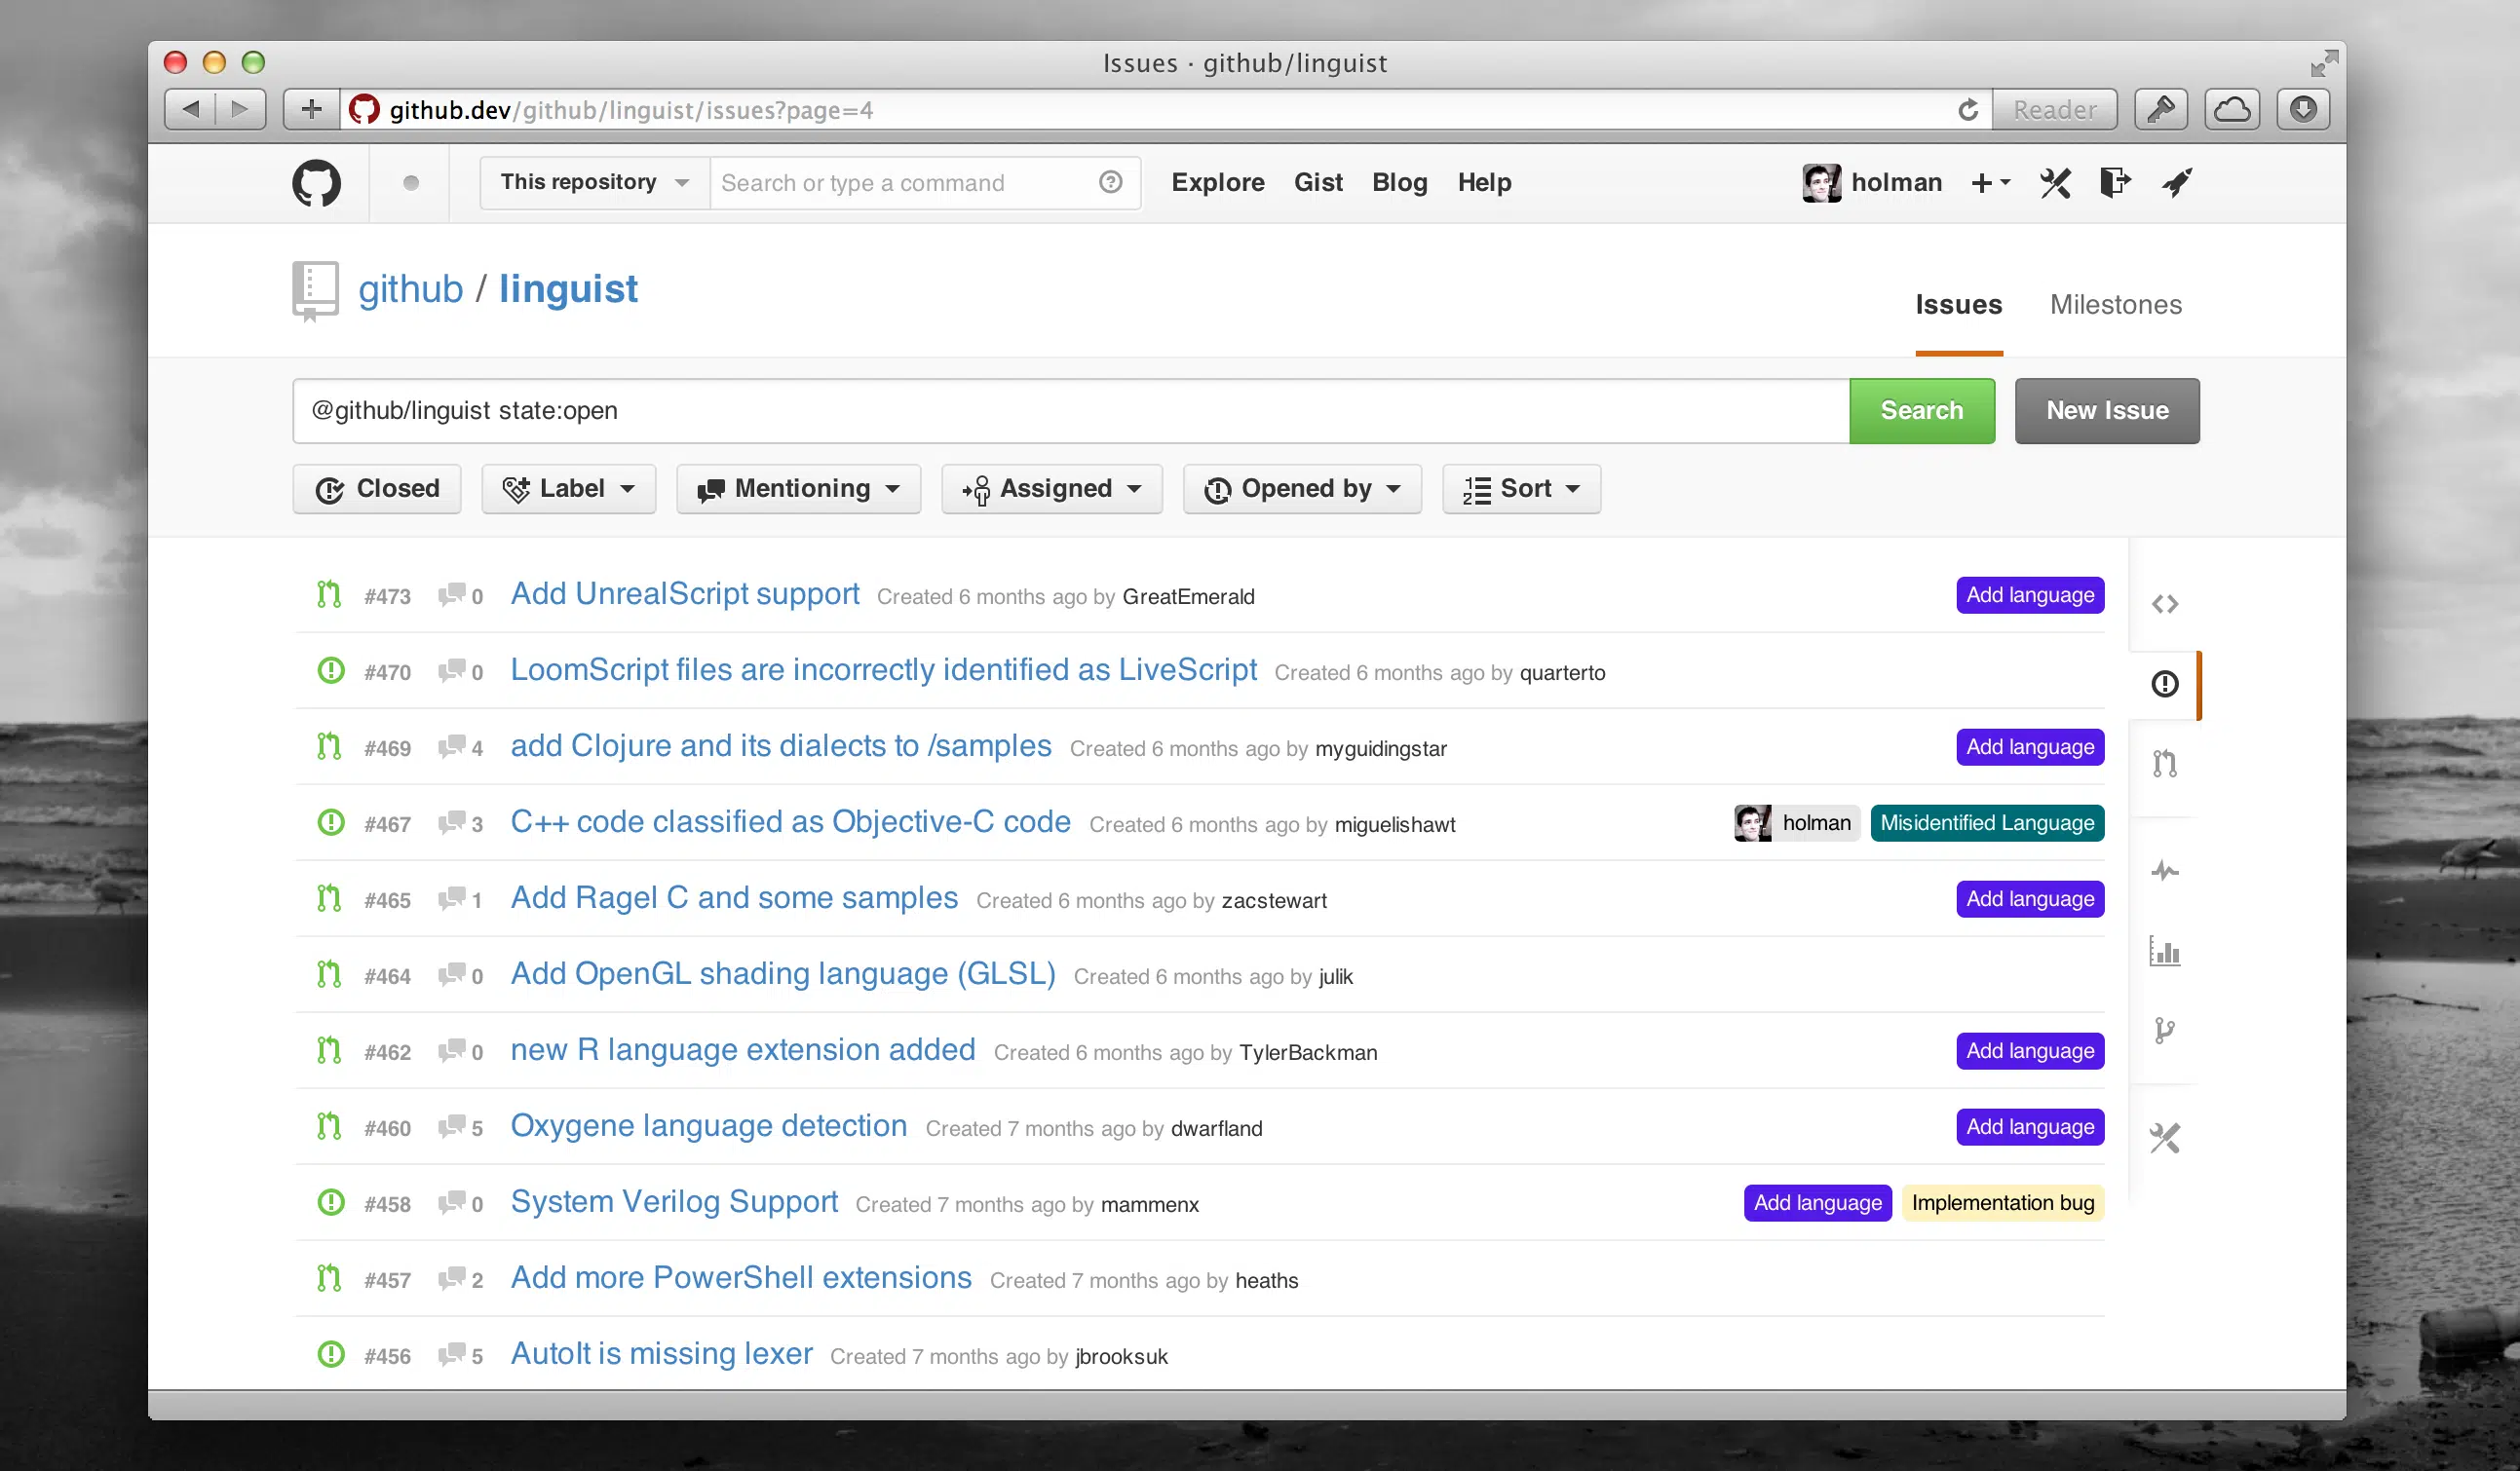 Issues · github/linguist
github.dev/github/linguist/issues?page=4
Reader
This repository
Search or type a command
Explore Gist Blog Help
holman
github / linguist
Issues Milestones
@github/linguist state:open
Search
New Issue
Closed Label Mentioning Assigned Opened by Sort
#473 0 Add UnrealScript support Created 6 months ago by GreatEmerald Add language
#470 0 LoomScript files are incorrectly identified as LiveScript Created 6 months ago by quarterto
#469 4 add Clojure and its dialects to /samples Created 6 months ago by myguidingstar Add language
#467 3 C++ code classified as Objective-C code Created 6 months ago by miguelishawt holman Misidentified Language
#465 1 Add Ragel C and some samples Created 6 months ago by zacstewart Add language
#464 0 Add OpenGL shading language (GLSL) Created 6 months ago by julik
#462 0 new R language extension added Created 6 months ago by TylerBackman Add language
#460 5 Oxygene language detection Created 7 months ago by dwarfland Add language
#458 0 System Verilog Support Created 7 months ago by mammenx Add language Implementation bug
#457 2 Add more PowerShell extensions Created 7 months ago by heaths
#456 5 AutoIt is missing lexer Created 7 months ago by jbrooksuk